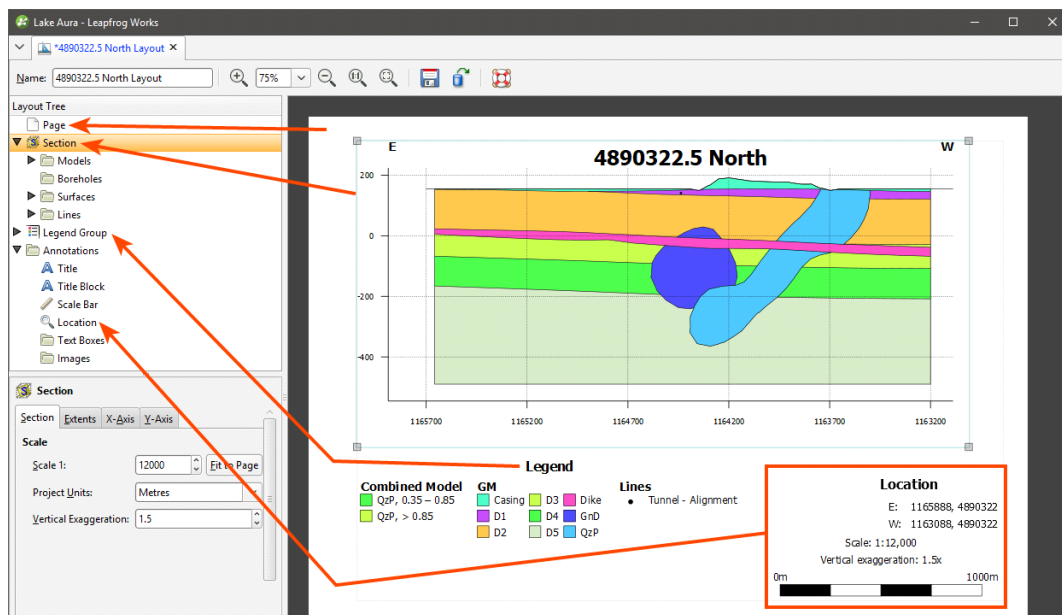 Lake Aura - Leapfrog Works
*4890322.5 North Layout
Name: 4890322.5 North Layout 75%
Layout Tree
Page
Section
Models
Boreholes
Surfaces
Lines
Legend Group
Annotations
Title
Title Block
Scale Bar
Location
Text Boxes
Images
Section
Section Extents X-Axis Y-Axis
Scale
Scale 1: 12000 Fit to Page
Project Units: Metres
Vertical Exaggeration: 1.5
E W
4890322.5 North
200
0
-200
-400
1165700 1165200 1164700 1164200 1163700 1163200
Legend
Combined Model
QzP, 0.35 – 0.85
QzP, > 0.85
GM
Casing D3 Dike
D1 D4 GnD
D2 D5 QzP
Lines
Tunnel - Alignment
Location
E: 1165888, 4890322
W: 1163088, 4890322
Scale: 1:12,000
Vertical exaggeration: 1.5x
0m 1000m